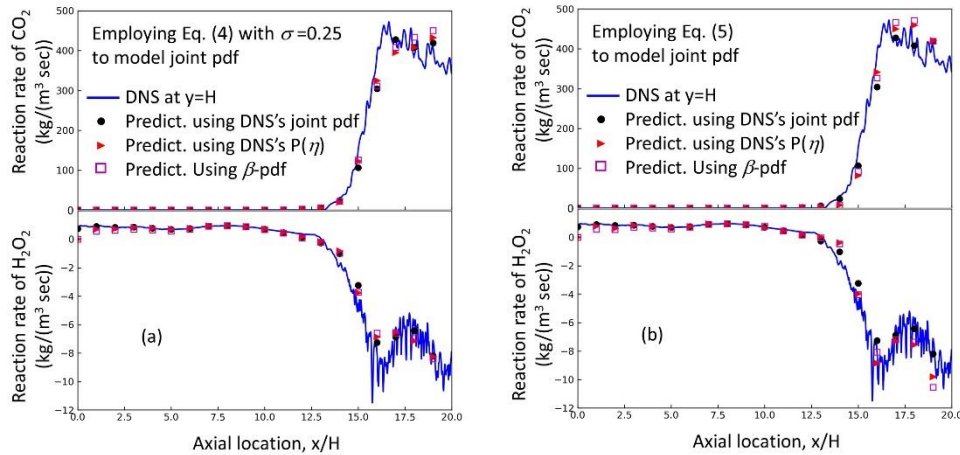 Employing Eq. (4) with σ=0.25
to model joint pdf
DNS at y=H
Predict. using DNS's joint pdf
Predict. using DNS's P(η)
Predict. Using β-pdf
Reaction rate of CO₂
(kg/(m³ sec))
500
400
300
200
100
0
Reaction rate of H₂O₂
(kg/(m³ sec))
0
−2
−4
−6
−8
−10
−12
(a)
0.0 2.5 5.0 7.5 10.0 12.5 15.0 17.5 20.0
Axial location, x/H
Employing Eq. (5)
to model joint pdf
DNS at y=H
Predict. using DNS's joint pdf
Predict. using DNS's P(η)
Predict. Using β-pdf
Reaction rate of CO₂
(kg/(m³ sec))
500
400
300
200
100
0
Reaction rate of H₂O₂
(kg/(m³ sec))
0
−2
−4
−6
−8
−10
−12
(b)
0.0 2.5 5.0 7.5 10.0 12.5 15.0 17.5 20.0
Axial location, x/H